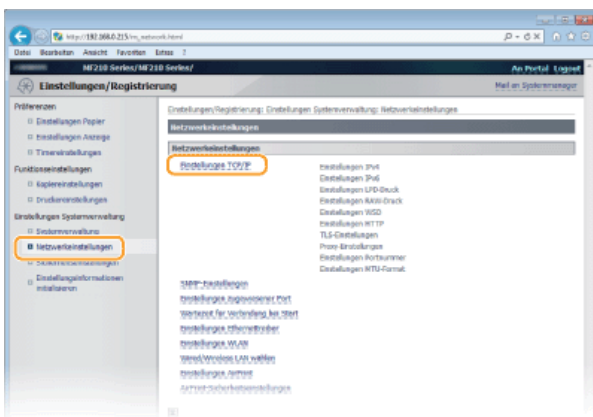 http://192.168.0.215/m_network.html
Datei Bearbeiten Ansicht Favoriten Extras ?
MF210 Series/MF210 Series/
An Portal Logout
Einstellungen/Registrierung
Mail an Systemmanager
Präferenzen
Einstellungen Papier
Einstellungen Anzeige
Timereinstellungen
Funktionseinstellungen
Kopiereinstellungen
Druckereinstellungen
Einstellungen Systemverwaltung
Systemverwaltung
Netzwerkeinstellungen
Sicherheitseinstellungen
Einstellungsinformationen
initialisieren
Einstellungen/Registrierung: Einstellungen Systemverwaltung: Netzwerkeinstellungen
Netzwerkeinstellungen
Netzwerkeinstellungen
Einstellungen TCP/IP
Einstellungen IPv4
Einstellungen IPv6
Einstellungen LPD-Druck
Einstellungen RAW-Druck
Einstellungen WSD
Einstellungen HTTP
TLS-Einstellungen
Proxy-Einstellungen
Einstellungen Portnummer
Einstellungen MTU-Format
SNMP-Einstellungen
Einstellungen zugewiesener Port
Wartezeit für Verbindung bei Start
Einstellungen Ethernettreiber
Einstellungen WLAN
Wired/Wireless LAN wählen
Einstellungen AirPrint
AirPrint-Sicherheitseinstellungen